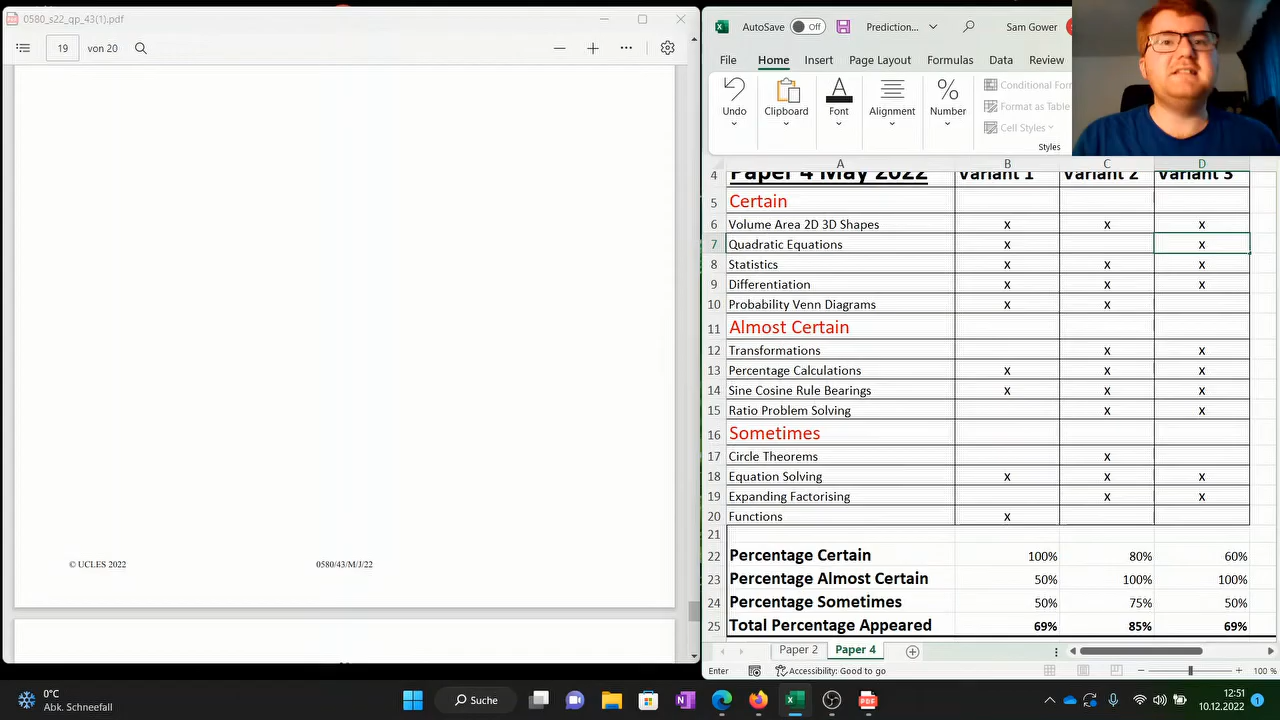 0580_s22_qp_43(1).pdf
19 von 20
© UCLES 2022 0580/43/M/J/22
AutoSave Off Prediction... Sam Gower
File Home Insert Page Layout Formulas Data Review
Undo Clipboard Font Alignment Number
Conditional Form
Format as Table
Cell Styles
Styles
A B C D
4 Paper 4 May 2022 Variant 1 Variant 2 Variant 3
5 Certain
6 Volume Area 2D 3D Shapes x x x
7 Quadratic Equations x x
8 Statistics x x x
9 Differentiation x x x
10 Probability Venn Diagrams x x
11 Almost Certain
12 Transformations x x
13 Percentage Calculations x x x
14 Sine Cosine Rule Bearings x x x
15 Ratio Problem Solving x x
16 Sometimes
17 Circle Theorems x
18 Equation Solving x x x
19 Expanding Factorising x x
20 Functions x
21
22 Percentage Certain 100% 80% 60%
23 Percentage Almost Certain 50% 100% 100%
24 Percentage Sometimes 50% 75% 50%
25 Total Percentage Appeared 69% 85% 69%
Paper 2 Paper 4
Enter Accessibility: Good to go 100 %
0°C
Abk. Schneefall
Suche
PDF
12:51
10.12.2022